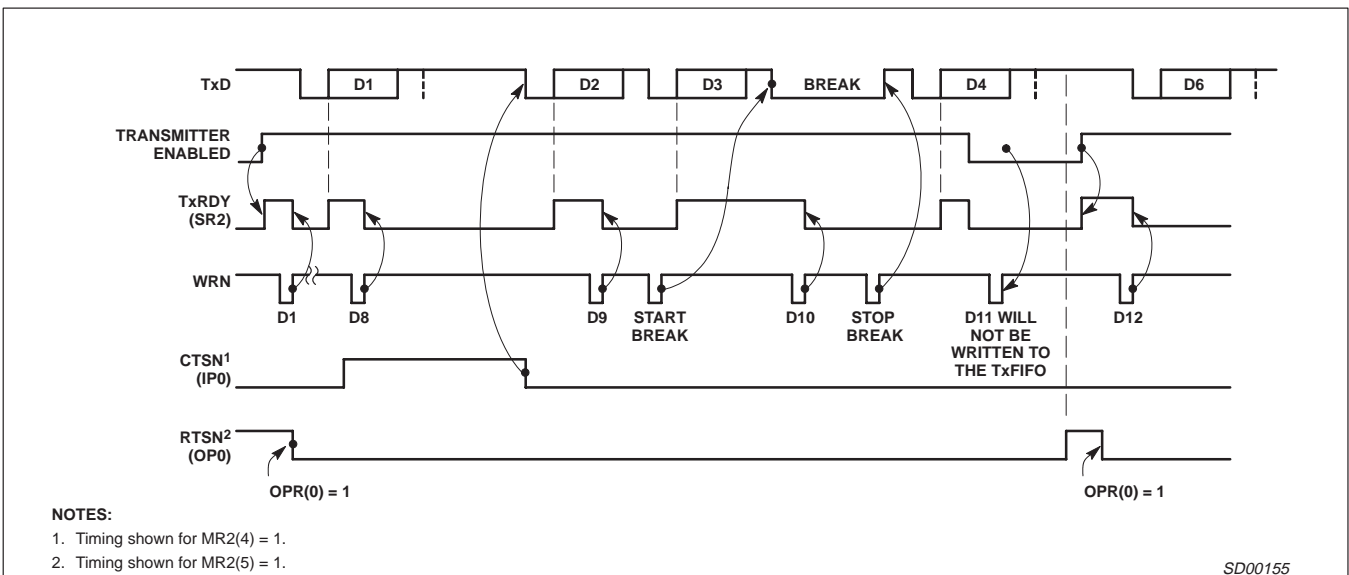 TxD
D1
D2
D3
BREAK
D4
D6
TRANSMITTER
ENABLED
TxRDY
(SR2)
WRN
D1
D8
D9
START
BREAK
D10
STOP
BREAK
D11 WILL
NOT BE
WRITTEN TO
THE TxFIFO
D12
CTSN1
(IP0)
RTSN2
(OP0)
OPR(0) = 1
OPR(0) = 1
NOTES:
1. Timing shown for MR2(4) = 1.
2. Timing shown for MR2(5) = 1.
SD00155